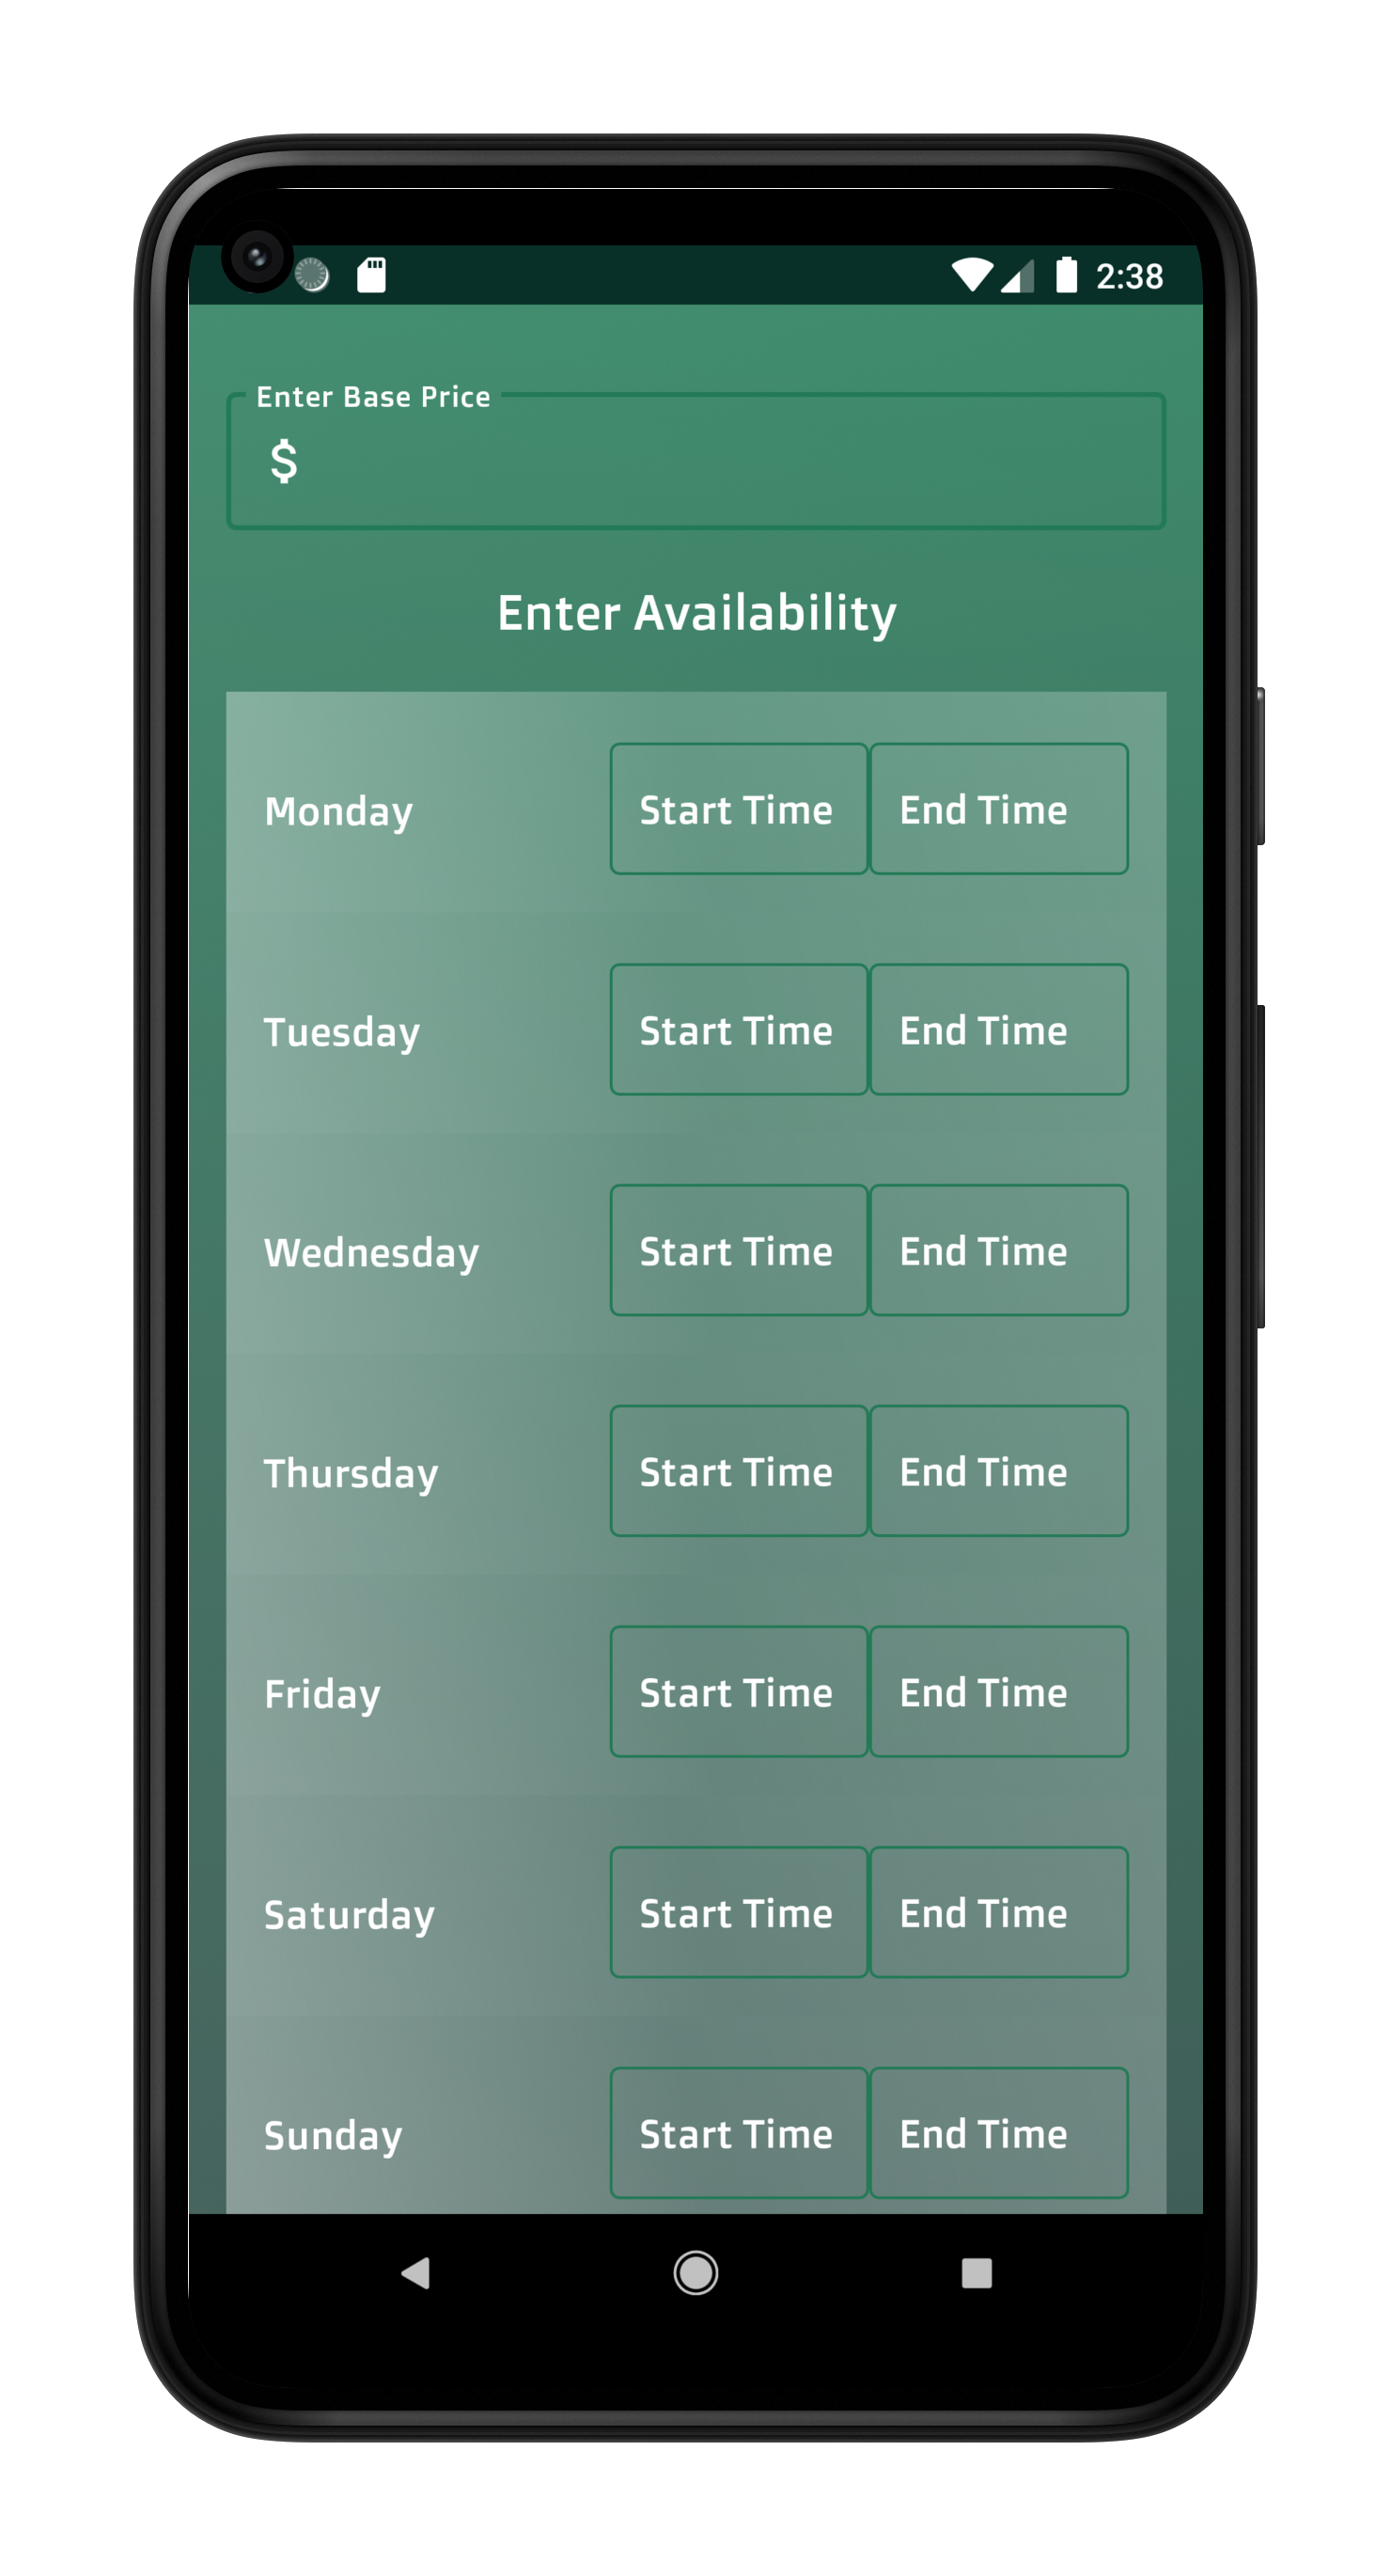 2:38
Enter Base Price
$
Enter Availability
Monday Start Time End Time
Tuesday Start Time End Time
Wednesday Start Time End Time
Thursday Start Time End Time
Friday Start Time End Time
Saturday Start Time End Time
Sunday Start Time End Time